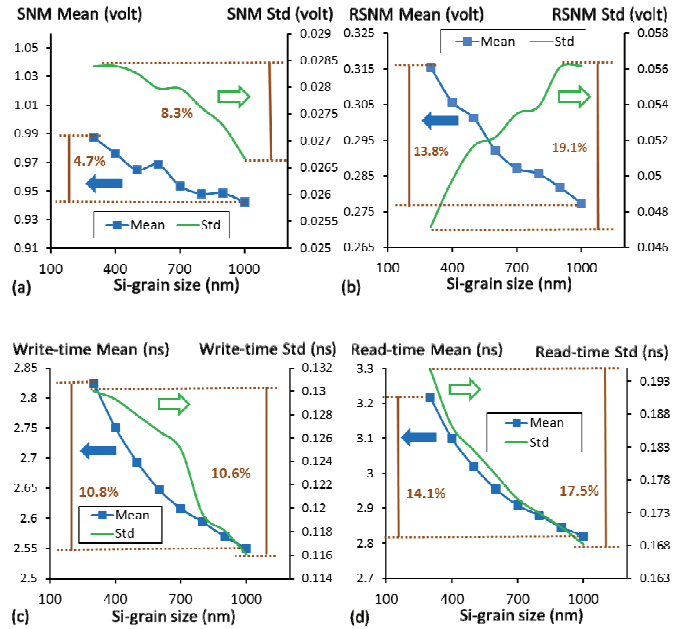 SNM Mean (volt) SNM Std (volt)
1.05 0.029
1.03 0.0285
1.01 0.028
0.99 0.0275
0.97 0.027
0.95 0.0265
0.93 0.026
0.91 0.0255
0.025
8.3%
4.7%
Mean Std
100 400 700 1000
(a) Si-grain size (nm)
RSNM Mean (volt) RSNM Std (volt)
Mean Std
0.325 0.058
0.315 0.056
0.305 0.054
0.295 0.052
0.285 0.05
0.275 0.048
0.265 0.046
13.8% 19.1%
100 400 700 1000
(b) Si-grain size (nm)
Write-time Mean (ns) Write-time Std (ns)
2.85 0.132
2.8 0.13
2.75 0.128
2.7 0.126
2.65 0.124
2.6 0.122
2.55 0.12
2.5 0.118
0.116
0.114
10.8% 10.6%
Mean
Std
100 400 700 1000
(c) Si-grain size (nm)
Read-time Mean (ns) Read-time Std (ns)
3.3 0.193
3.2 0.188
3.1 0.183
3 0.178
2.9 0.173
2.8 0.168
2.7 0.163
Mean
Std
14.1% 17.5%
100 400 700 1000
(d) Si-grain size (nm)